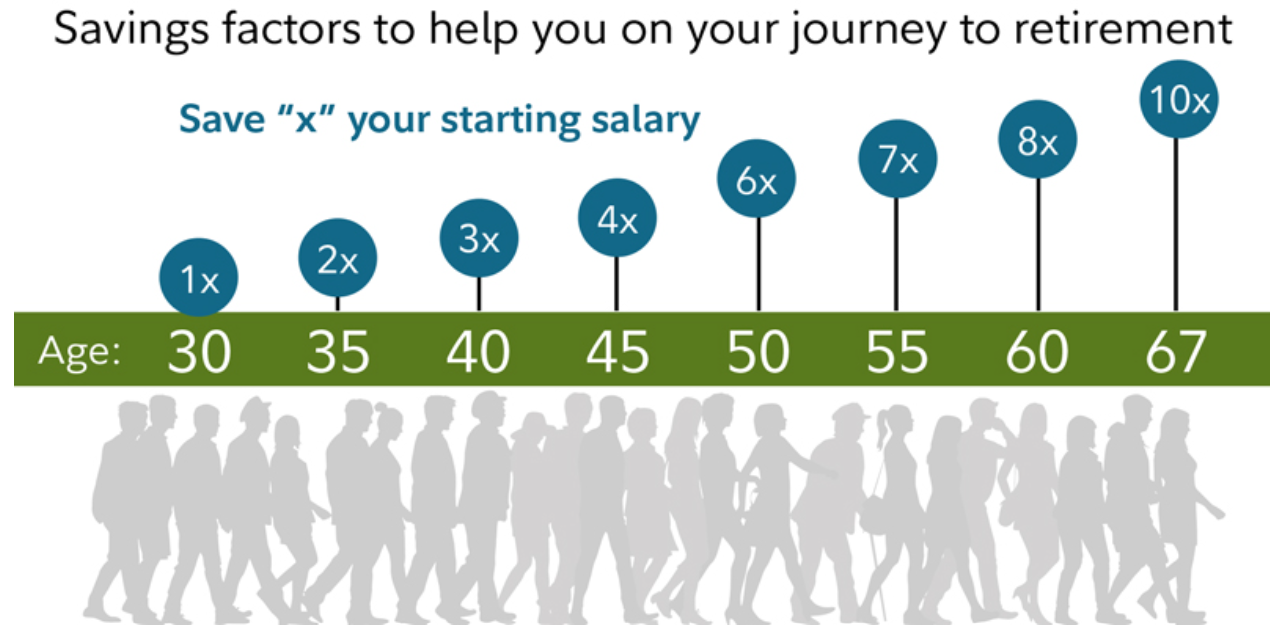 Savings factors to help you on your journey to retirement
Save “x” your starting salary
1x 2x 3x 4x 6x 7x 8x 10x
Age: 30 35 40 45 50 55 60 67